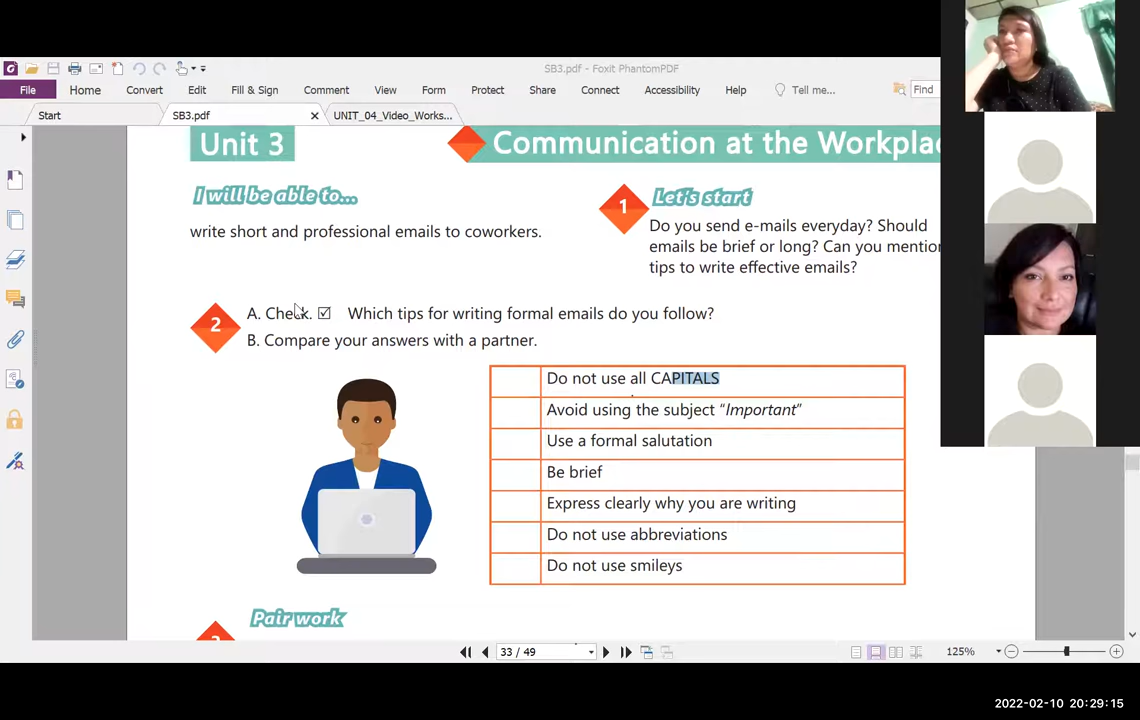 SB3.pdf - Foxit PhantomPDF
File Home Convert Edit Fill & Sign Comment View Form Protect Share Connect Accessibility Help Tell me... Find
Start SB3.pdf UNIT_04_Video_Works...
Unit 3 Communication at the Workplac
I will be able to...
write short and professional emails to coworkers.
1 Let's start
Do you send e-mails everyday? Should
emails be brief or long? Can you mention
tips to write effective emails?
2 A. Check. ☑ Which tips for writing formal emails do you follow?
B. Compare your answers with a partner.
Do not use all CAPITALS
Avoid using the subject “Important”
Use a formal salutation
Be brief
Express clearly why you are writing
Do not use abbreviations
Do not use smileys
Pair work
33 / 49
125%
2022-02-10 20:29:15